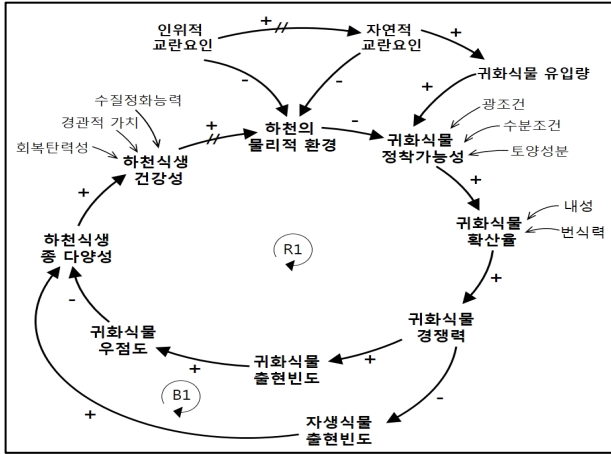 인위적
교란요인
+
자연적
교란요인
+
-
-
귀화식물 유입량
+
수질정화능력
경관적 가치
회복탄력성
하천식생
건강성
+
하천의
물리적 환경
-
귀화식물
정착가능성
광조건
수분조건
토양성분
+
+
하천식생
종 다양성
귀화식물
확산율
내성
번식력
R1
+
-
귀화식물
우점도
귀화식물
경쟁력
+
귀화식물
출현빈도
+
-
B1
+
자생식물
출현빈도